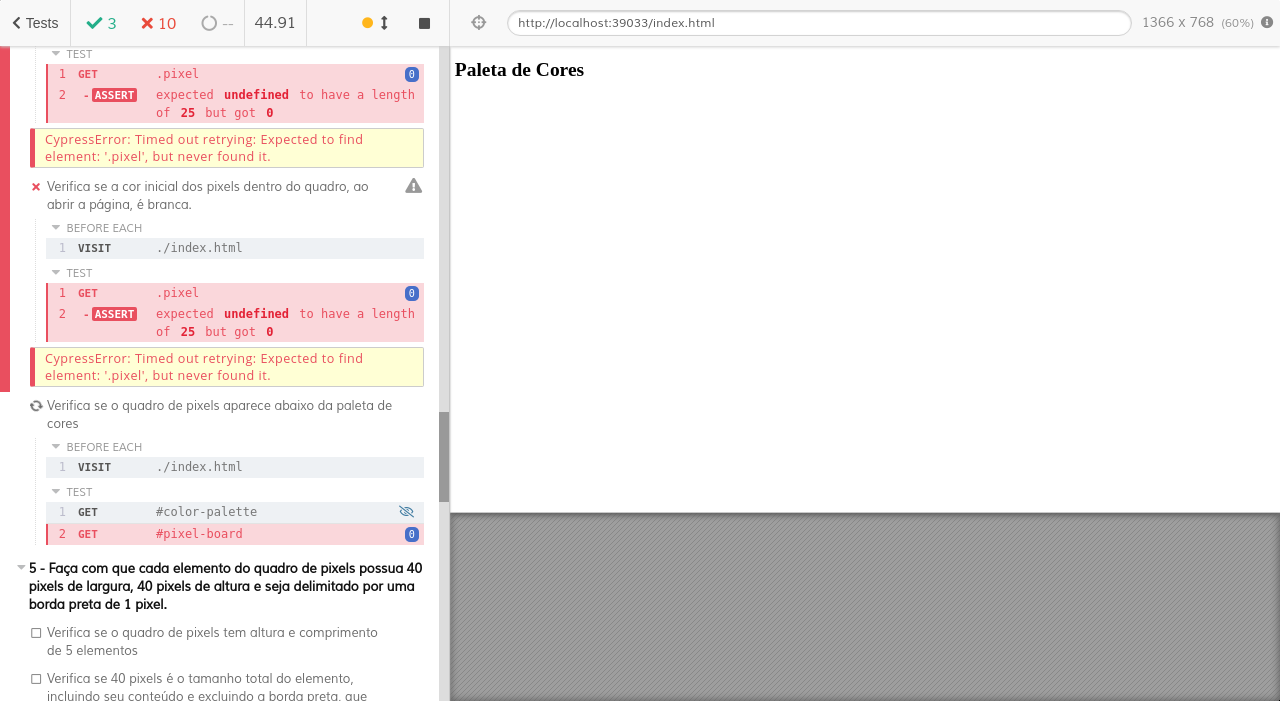 Tests
3
10
--
44.91
http://localhost:39033/index.html
1366 x 768 (60%)
TEST
1 GET .pixel 0
2 -ASSERT expected undefined to have a length
of 25 but got 0
CypressError: Timed out retrying: Expected to find
element: '.pixel', but never found it.
Verifica se a cor inicial dos pixels dentro do quadro, ao
abrir a página, é branca.
BEFORE EACH
1 VISIT ./index.html
TEST
1 GET .pixel 0
2 -ASSERT expected undefined to have a length
of 25 but got 0
CypressError: Timed out retrying: Expected to find
element: '.pixel', but never found it.
Verifica se o quadro de pixels aparece abaixo da paleta de
cores
BEFORE EACH
1 VISIT ./index.html
TEST
1 GET #color-palette
2 GET #pixel-board 0
5 - Faça com que cada elemento do quadro de pixels possua 40
pixels de largura, 40 pixels de altura e seja delimitado por uma
borda preta de 1 pixel.
Verifica se o quadro de pixels tem altura e comprimento
de 5 elementos
Verifica se 40 pixels é o tamanho total do elemento,
incluindo seu conteúdo e excluindo a borda preta, que
Paleta de Cores